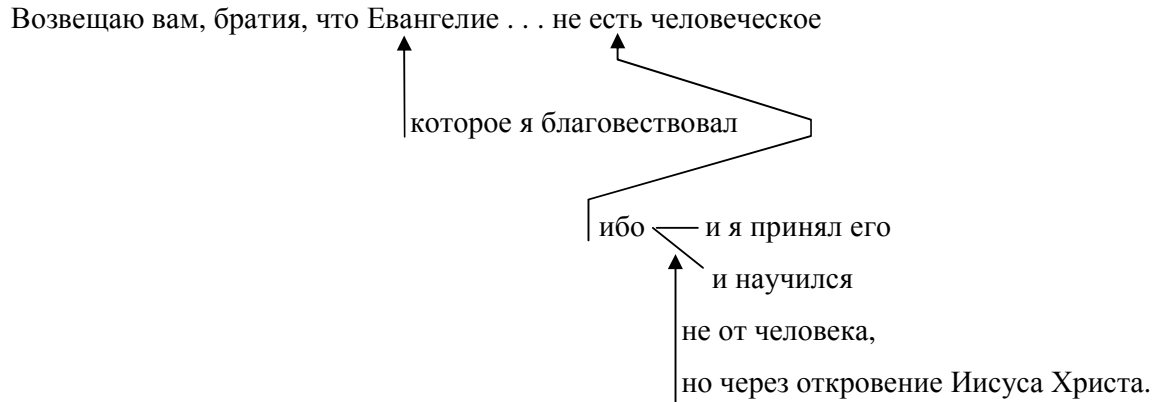 Возвещаю вам, братия, что Евангелие . . . не есть человеческое
которое я благовествовал
ибо и я принял его
и научился
не от человека,
но через откровение Иисуса Христа.